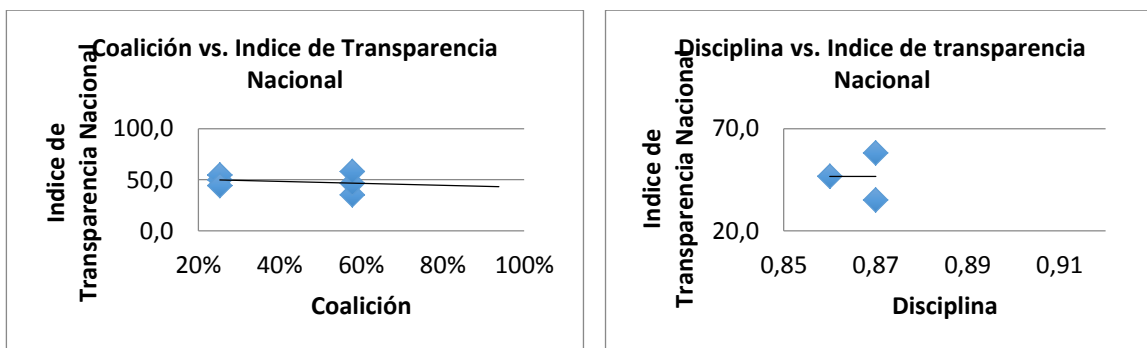 Coalición vs. Indice de Transparencia
Nacional
Indice de
Transparencia Nacional
100,0
50,0
0,0
20%
40%
60%
80%
100%
Coalición
Disciplina vs. Indice de transparencia
Nacional
Indice de
Transparencia Nacional
70,0
20,0
0,85
0,87
0,89
0,91
Disciplina